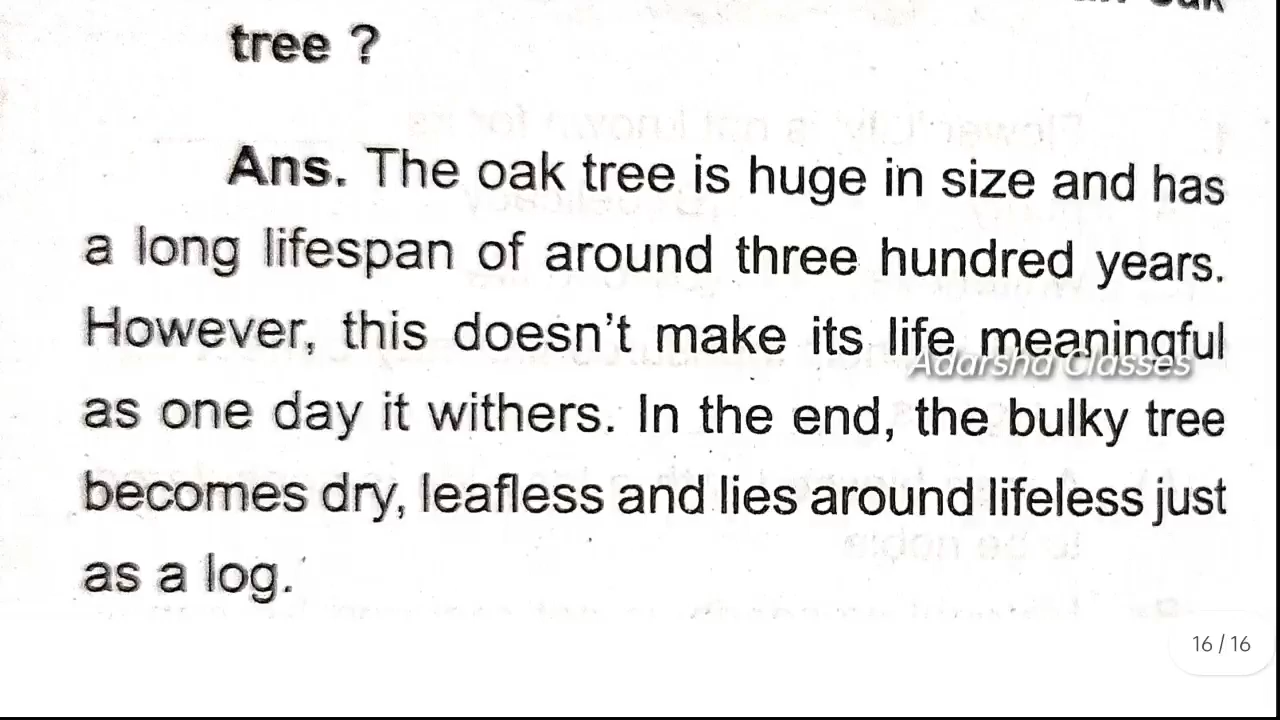 tree ?
Ans. The oak tree is huge in size and has
a long lifespan of around three hundred years.
However, this doesn't make its life meaningful
Adarsha Classes
as one day it withers. In the end, the bulky tree
becomes dry, leafless and lies around lifeless just
as a log.
16 / 16